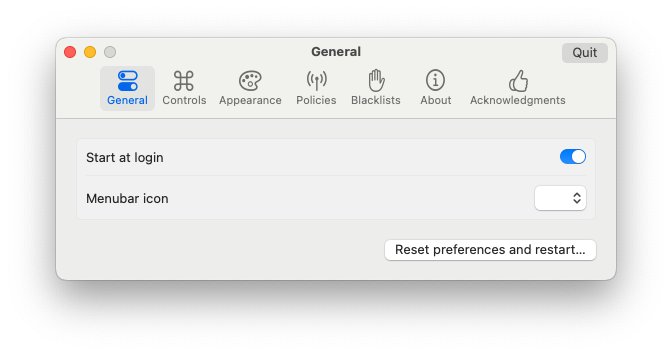 General
Quit
General
Controls
Appearance
Policies
Blacklists
About
Acknowledgments
Start at login
Menubar icon
Reset preferences and restart...